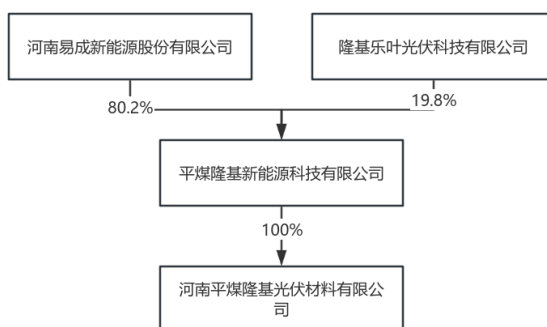 河南易成新能源股份有限公司
隆基乐叶光伏科技有限公司
80.2%
19.8%
平煤隆基新能源科技有限公司
100%
河南平煤隆基光伏材料有限公
司